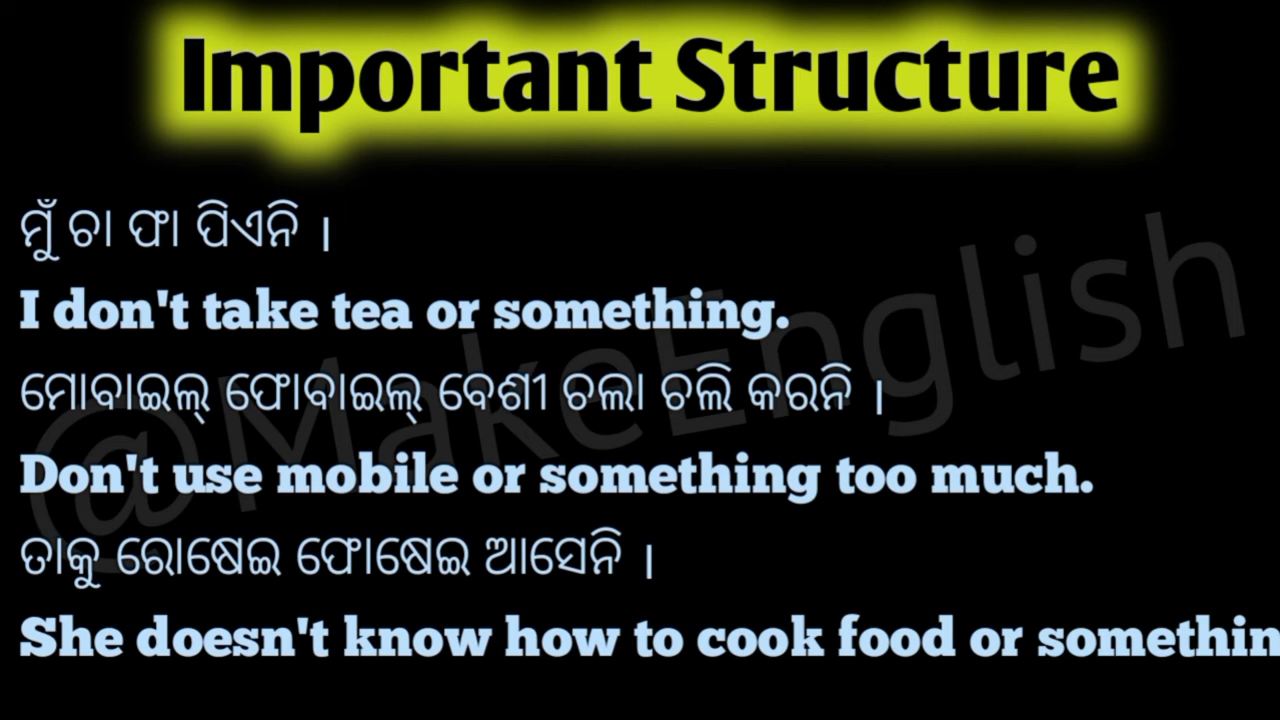 Important Structure
ମୁଁ ଚା ଫା ପିଏନି ।
I don't take tea or something.
ମୋବାଇଲ୍ ଫୋବାଇଲ୍ ବେଶୀ ଚଲା ଚଲି କରନି ।
Don't use mobile or something too much.
ତାକୁ ରୋଷେଇ ଫୋଷେଇ ଆସେନି ।
She doesn't know how to cook food or somethin
@MakeEnglish